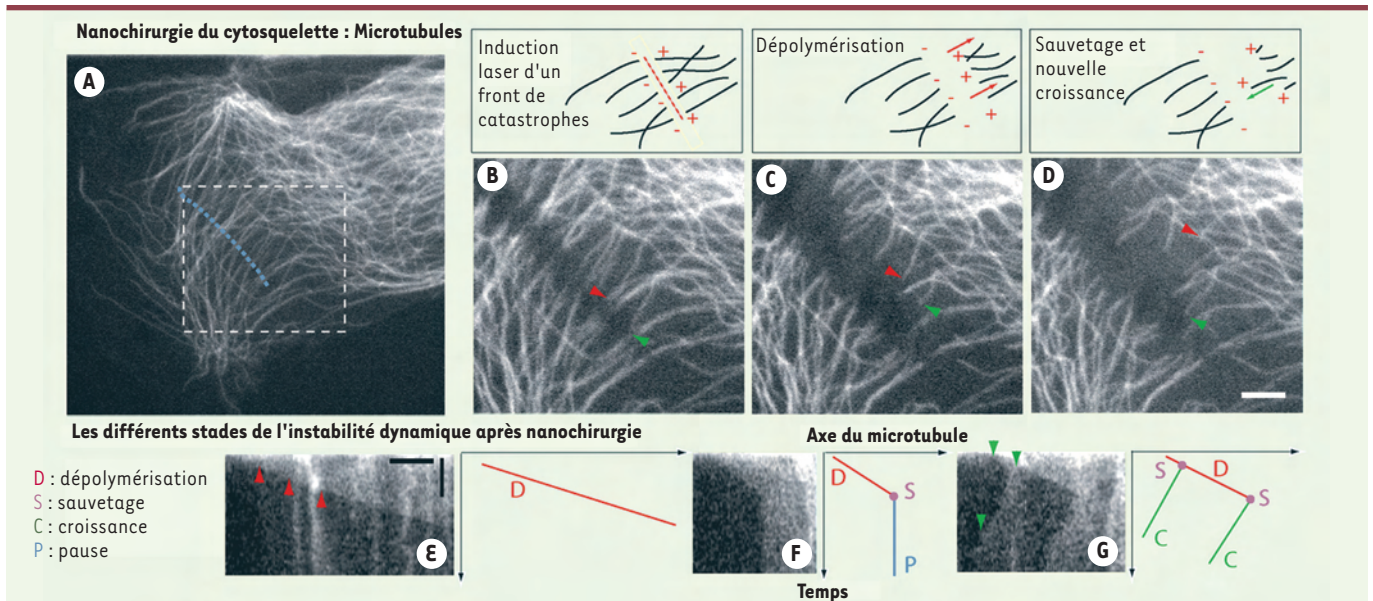 Nanochirurgie du cytosquelette : Microtubules
A
Induction
laser d'un
front de
catastrophes
- + - + - + - + -
Dépolymérisation
- + - + - + - +
Sauvetage et
nouvelle
croissance
- + - + - + -
B
C
D
Les différents stades de l'instabilité dynamique après nanochirurgie
Axe du microtubule
D : dépolymérisation
S : sauvetage
C : croissance
P : pause
E
D
F
D
S
P
G
S
D
S
C
C
Temps